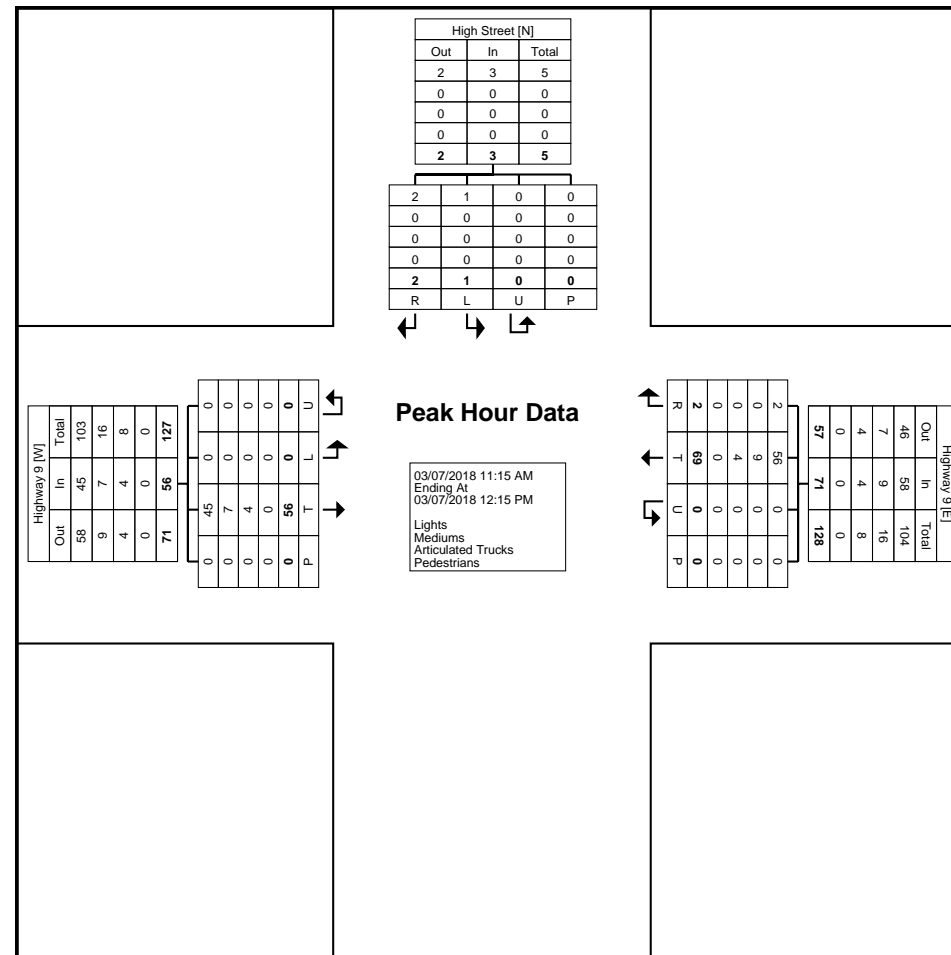 High Street [N]
Out In Total
2 3 5
0 0 0
0 0 0
0 0 0
2 3 5
2 1 0 0
0 0 0 0
0 0 0 0
0 0 0 0
2 1 0 0
R L U P
Highway 9 [W]
Total 103 16 8 0 127
In 45 7 4 0 56
Out 58 9 4 0 71
0 0 0 0 0 U
0 0 0 0 0 L
45 7 4 0 56 T
0 0 0 0 0 P
Peak Hour Data
03/07/2018 11:15 AM
Ending At
03/07/2018 12:15 PM
Lights
Mediums
Articulated Trucks
Pedestrians
R 2 0 0 0 2
T 69 0 4 9 56
U 0 0 0 0 0
P 0 0 0 0 0
Highway 9 [E]
57 0 4 7 46 Out
71 0 4 9 58 In
128 0 8 16 104 Total